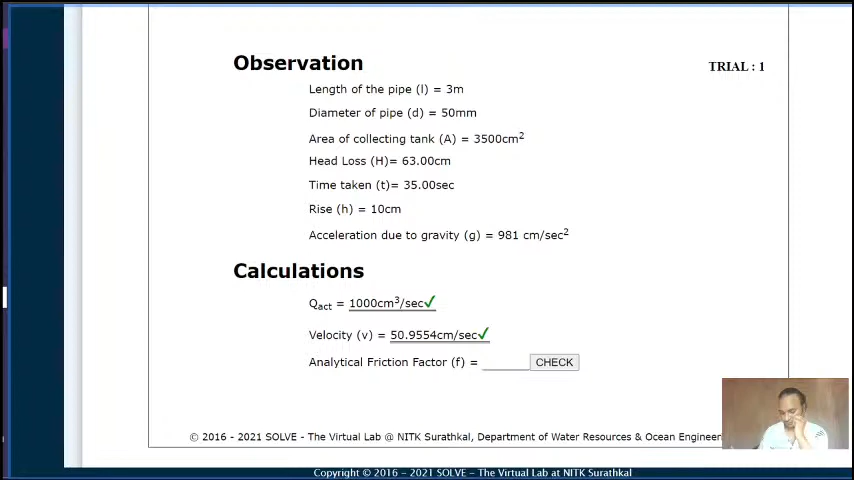 Observation
TRIAL : 1
Length of the pipe (l) = 3m
Diameter of pipe (d) = 50mm
Area of collecting tank (A) = 3500cm²
Head Loss (H)= 63.00cm
Time taken (t)= 35.00sec
Rise (h) = 10cm
Acceleration due to gravity (g) = 981 cm/sec²
Calculations
Qact = 1000cm³/sec✓
Velocity (v) = 50.9554cm/sec✓
Analytical Friction Factor (f) = ______ CHECK
© 2016 - 2021 SOLVE - The Virtual Lab @ NITK Surathkal, Department of Water Resources & Ocean Engineer
Copyright © 2016 – 2021 SOLVE – The Virtual Lab at NITK Surathkal